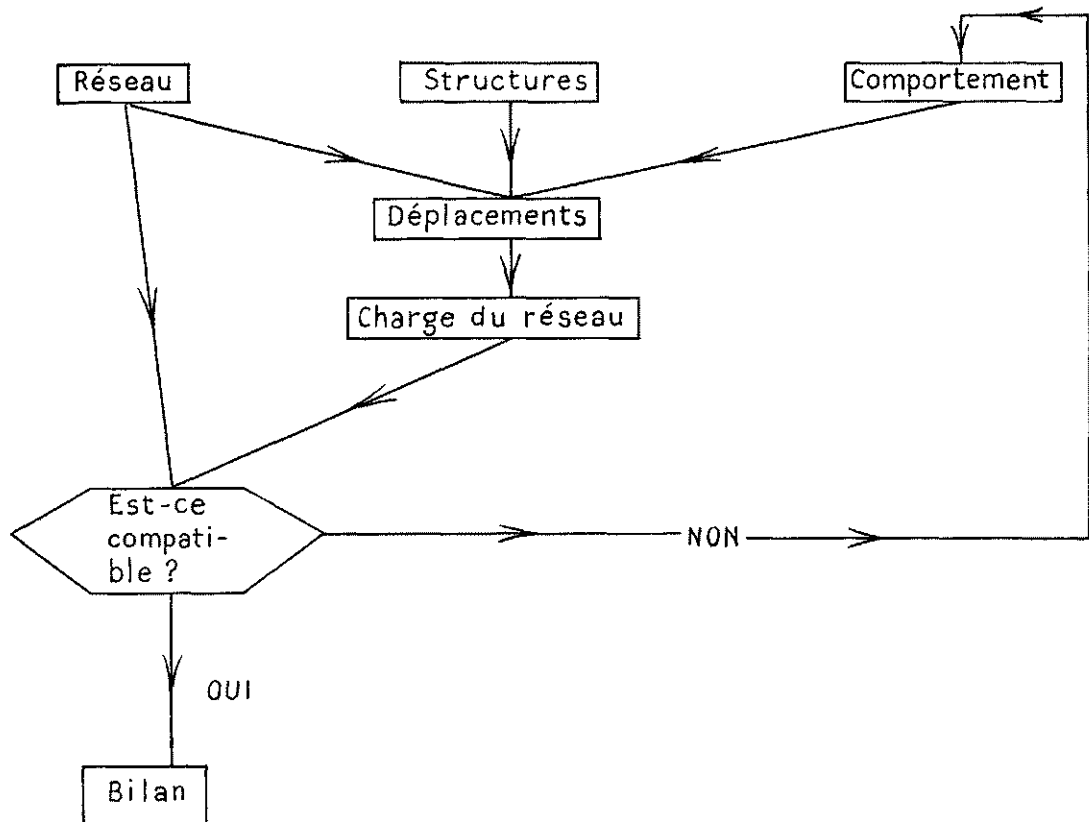 Réseau
Structures
Comportement
Déplacements
Charge du réseau
Est-ce
compati-
ble ?
NON
OUI
Bilan